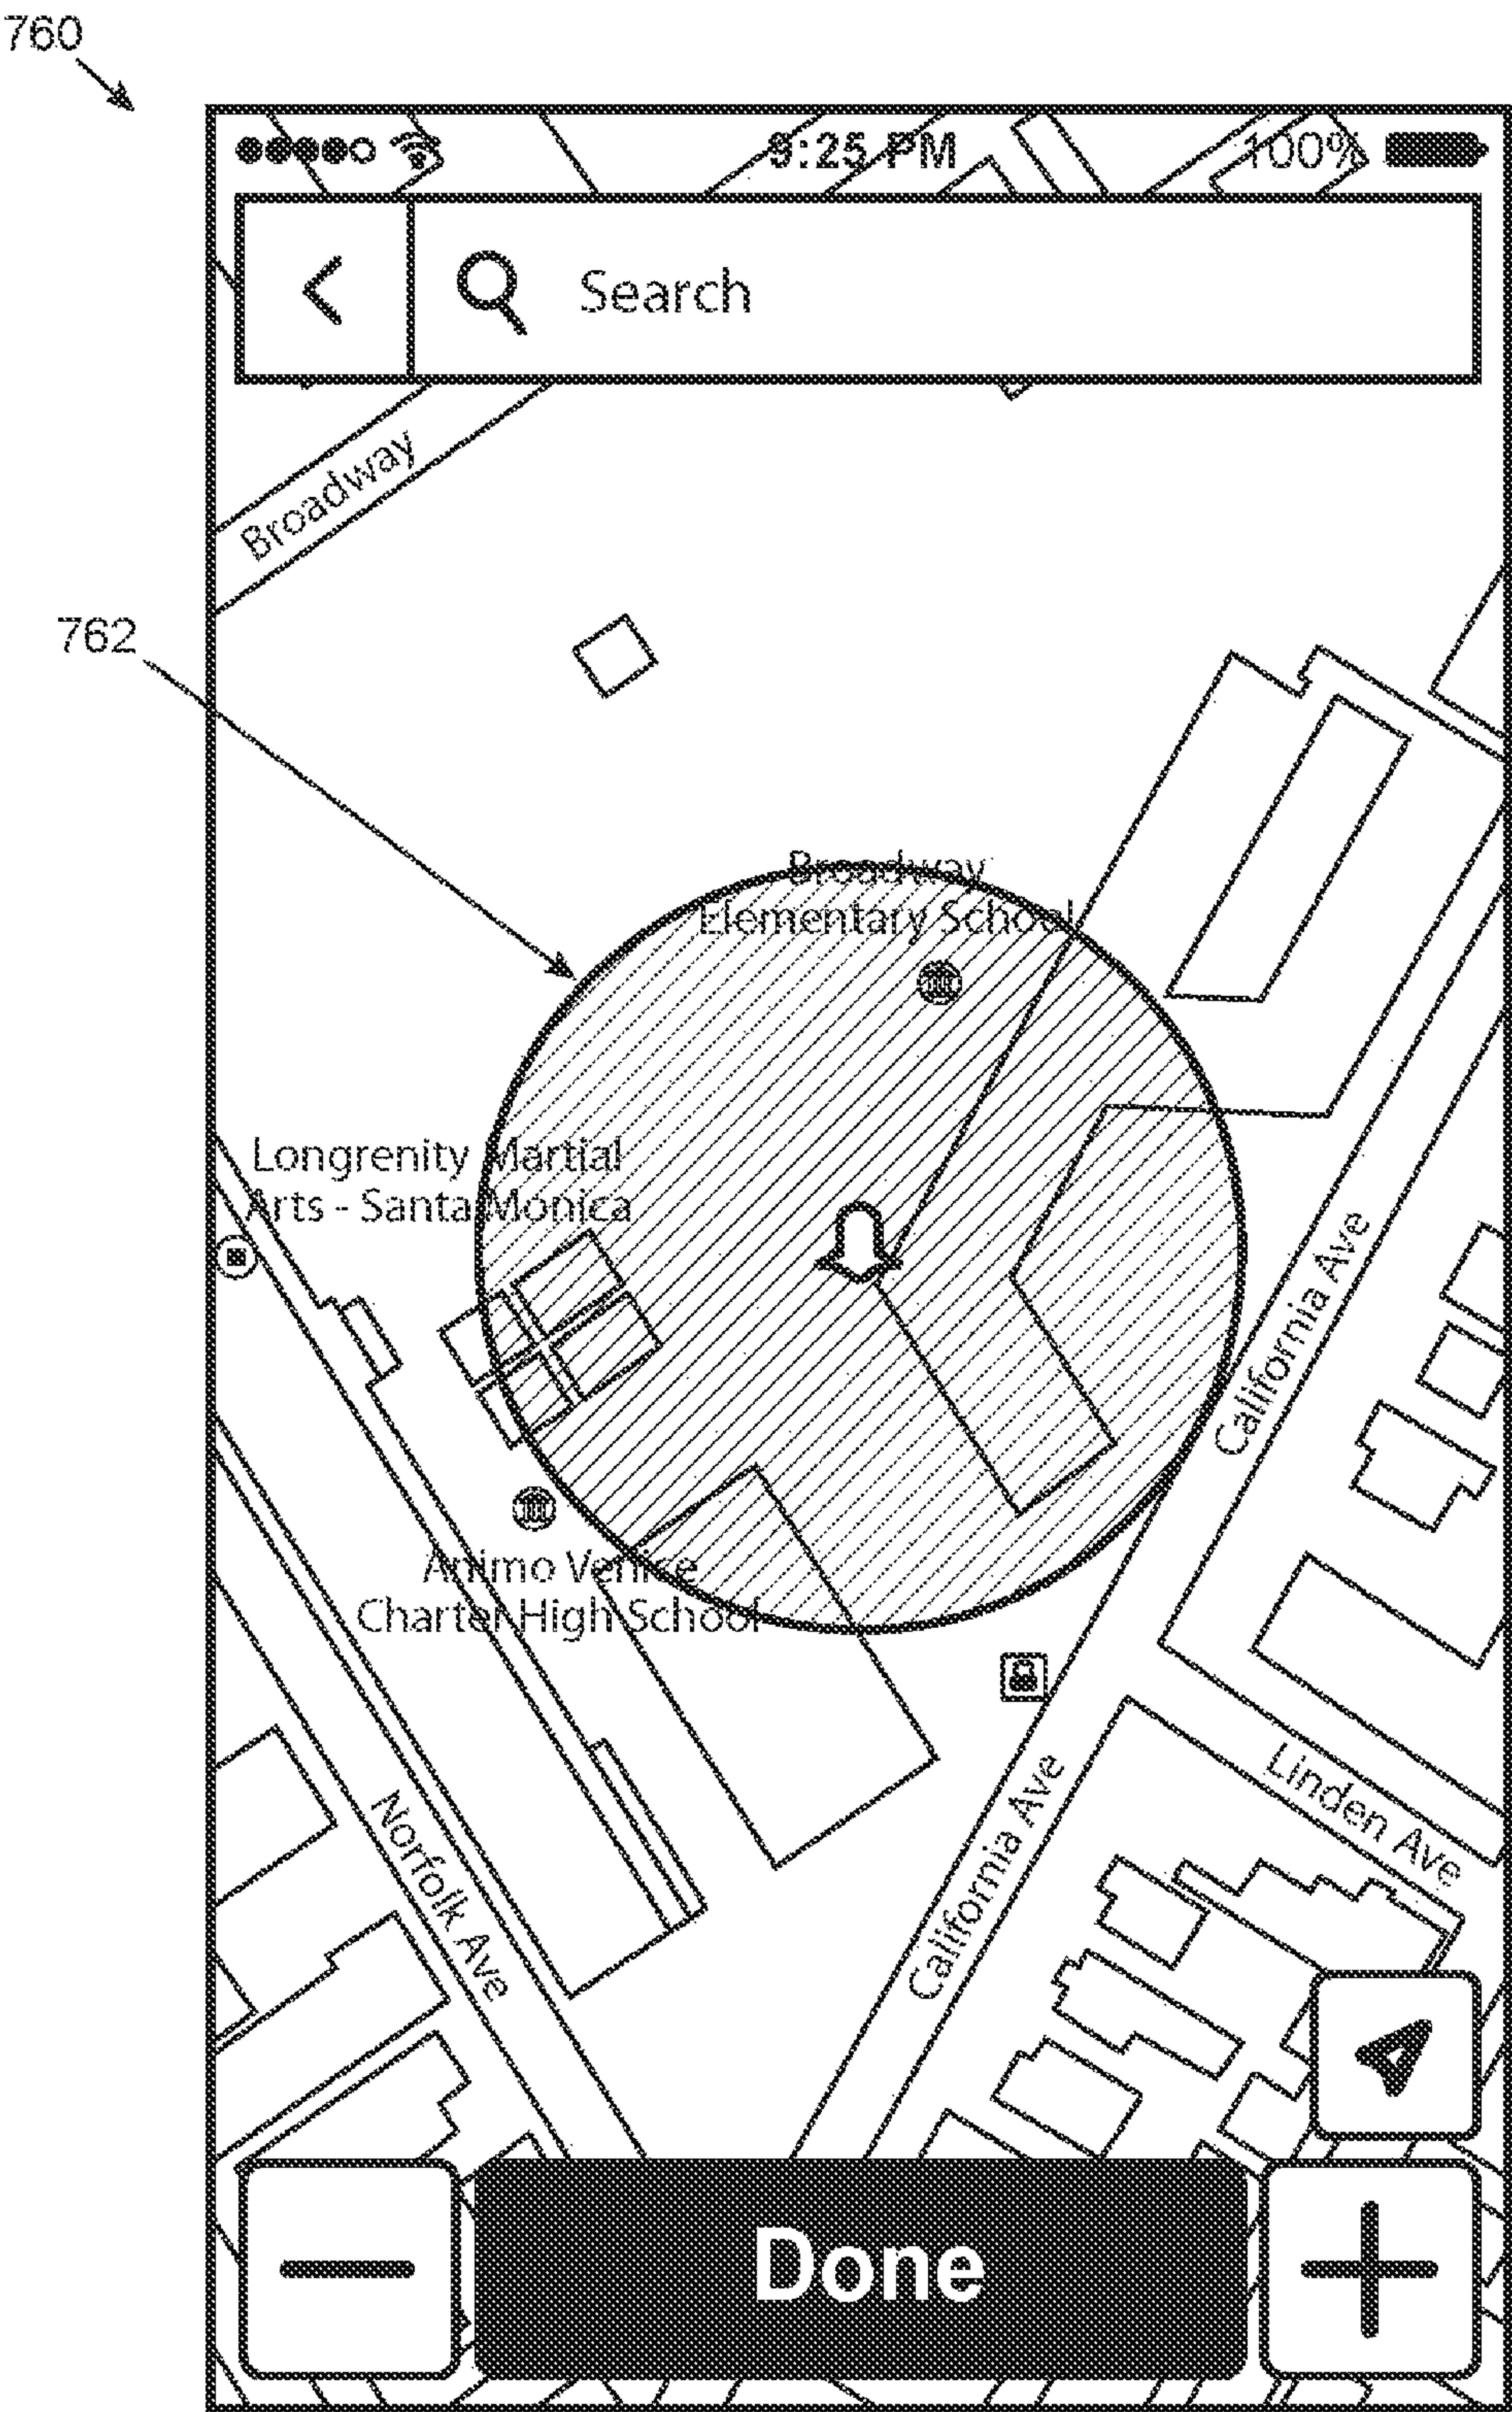 760
9:25 PM 100%
Search
Broadway
762
Broadway
Elementary School
Longrenity Martial
Arts - Santa Monica
California Ave
Animo Venice
Charter High School
Linden Ave
California Ave
Norfolk Ave
Done